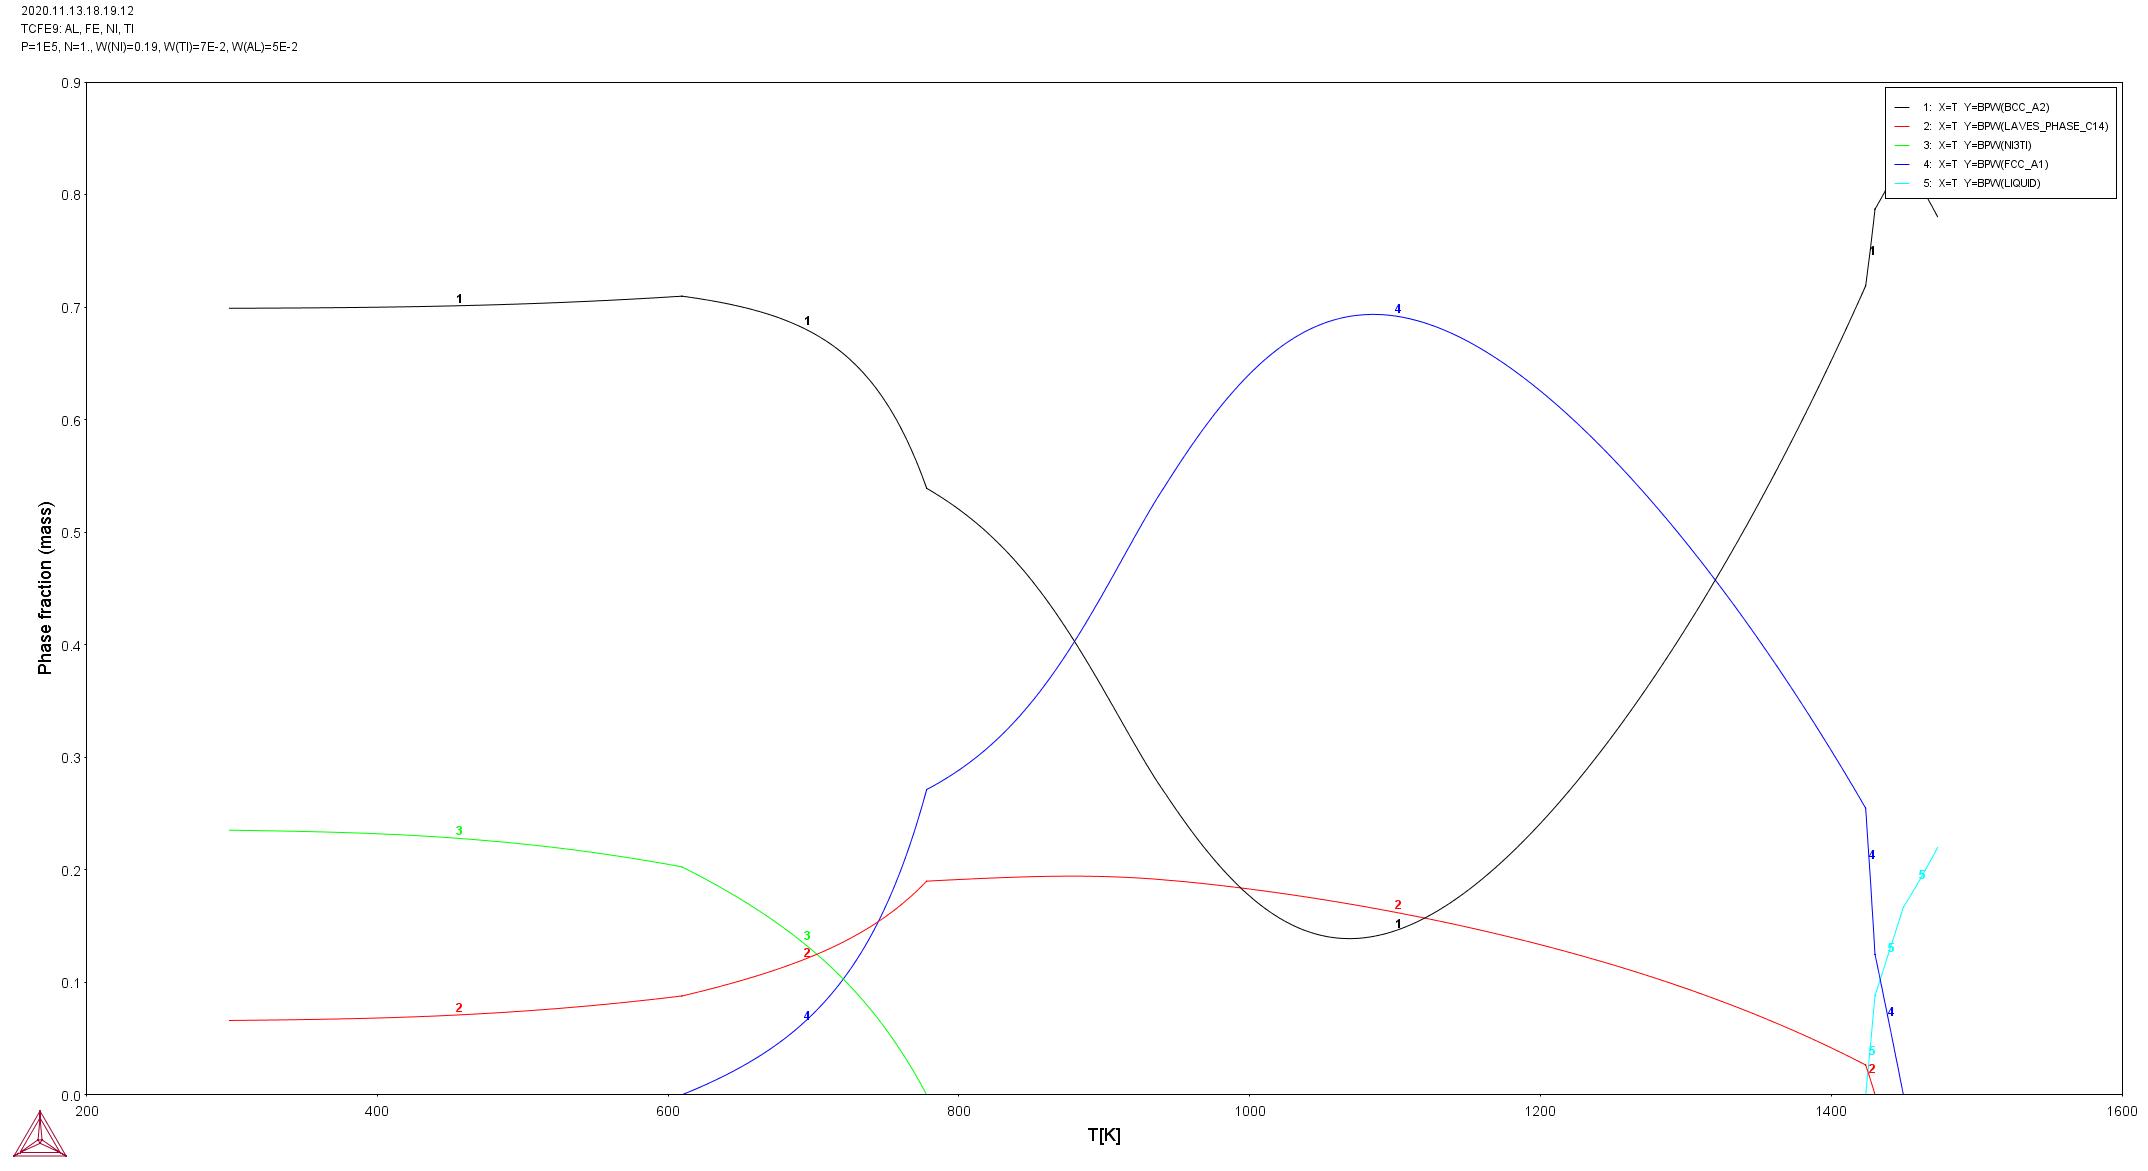 2020.11.13.18.19.12
TCFE9: AL, FE, NI, TI
P=1E5, N=1., W(NI)=0.19, W(TI)=7E-2, W(AL)=5E-2
0.9
0.8
0.7
0.6
0.5
0.4
0.3
0.2
0.1
0.0
Phase fraction (mass)
1: X=T Y=BPW(BCC_A2)
2: X=T Y=BPW(LAVES_PHASE_C14)
3: X=T Y=BPW(NI3TI)
4: X=T Y=BPW(FCC_A1)
5: X=T Y=BPW(LIQUID)
1
1
1
4
1
3
3
2
2
4
2
1
4
5
5
4
5
2
200 400 600 800 1000 1200 1400 1600
T[K]